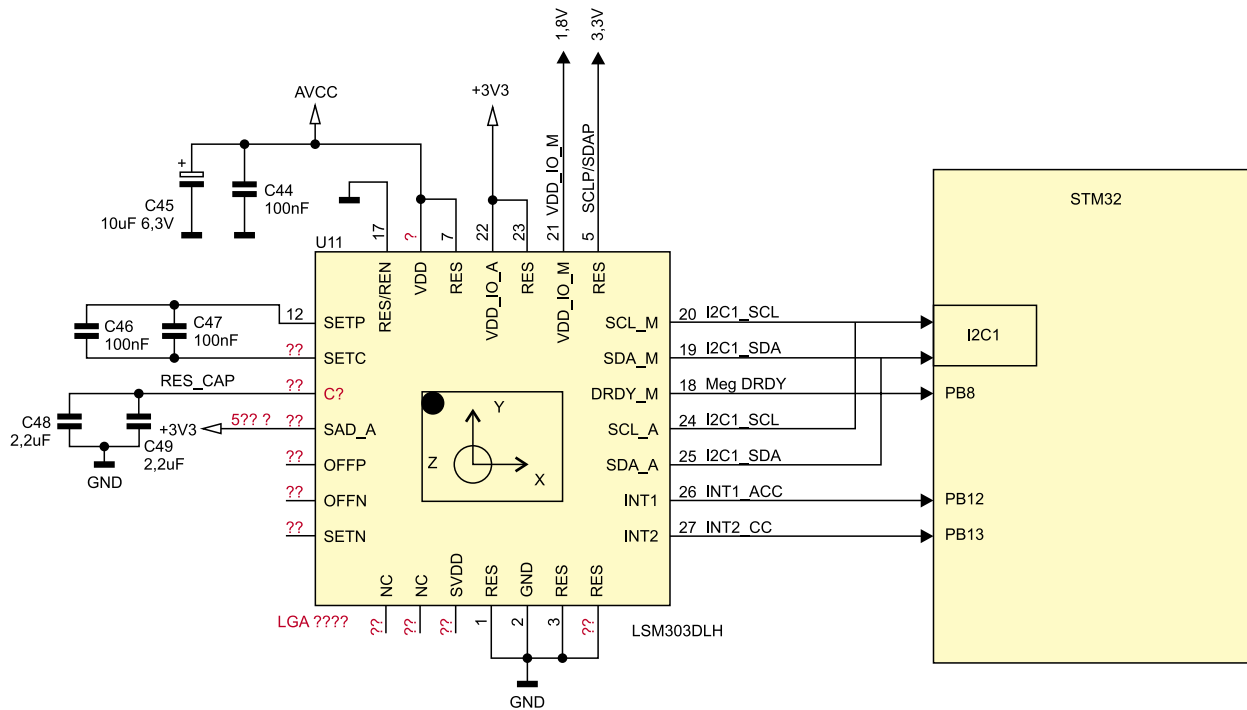 1,8V
3,3V
AVCC
+3V3
VDD_IO_M
SCLP/SDAP
+
C45
10uF 6,3V
C44
100nF
STM32
U11
17
?
7
22
23
21
5
RES/REN
VDD
RES
VDD_IO_A
RES
VDD_IO_M
RES
C46
100nF
C47
100nF
12
SETP
??
SETC
RES_CAP
??
C?
C48
2,2uF
C49
2,2uF
+3V3
5?? ?
??
SAD_A
GND
??
OFFP
??
OFFN
??
SETN
Y
Z
X
SCL_M
20
I2C1_SCL
SDA_M
19
I2C1_SDA
I2C1
DRDY_M
18
Meg DRDY
PB8
SCL_A
24
I2C1_SCL
SDA_A
25
I2C1_SDA
INT1
26
INT1_ACC
PB12
INT2
27
INT2_CC
PB13
NC
NC
SVDD
RES
GND
RES
RES
LGA ????
??
??
??
1
2
3
??
LSM303DLH
GND